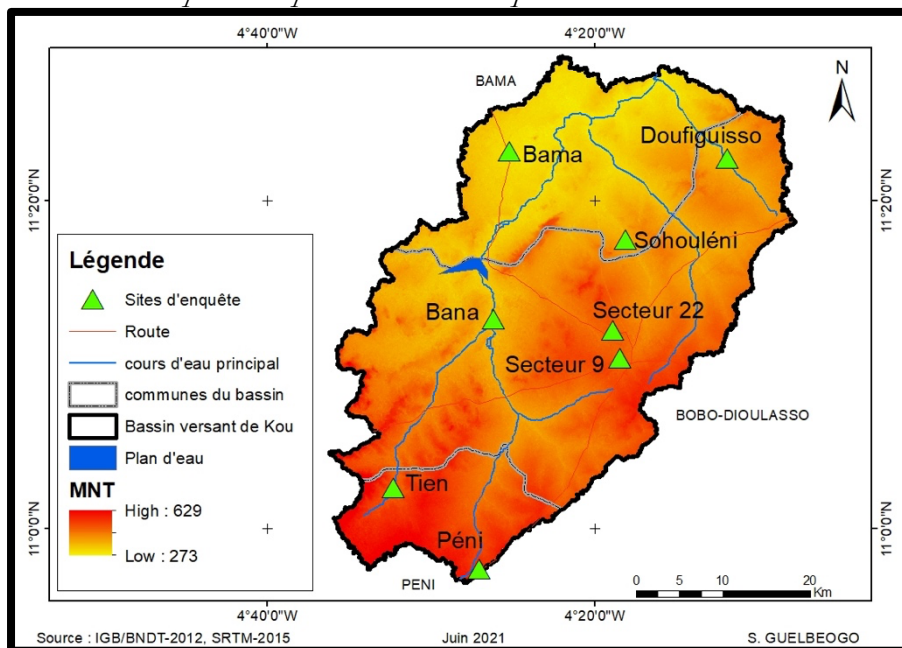 4°40'0"W
4°20'0"W
BAMA
N
Doufiguisso
Bama
11°20'0"N
11°20'0"N
Sohouléni
Légende
Sites d'enquête
Route
cours d'eau principal
communes du bassin
Bassin versant de Kou
Plan d'eau
MNT
High : 629
Low : 273
Bana
Secteur 22
Secteur 9
BOBO-DIOULASSO
Tien
Péni
PENI
11°0'0"N
11°0'0"N
0 5 10 20
Km
4°40'0"W
4°20'0"W
Source : IGB/BNDT-2012, SRTM-2015
Juin 2021
S. GUELBEOGO